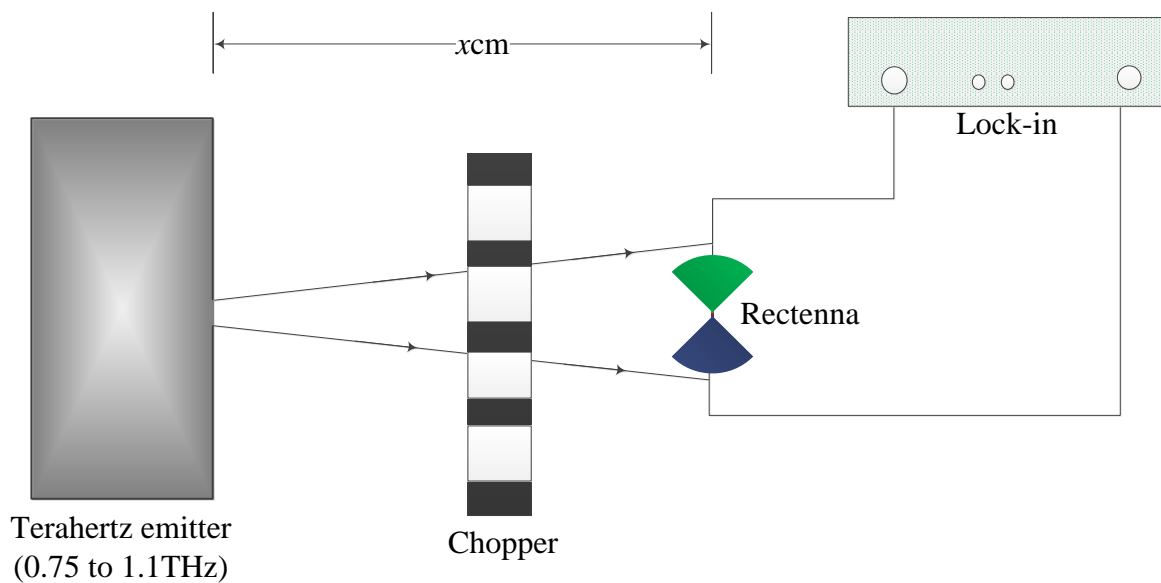 xcm
Lock-in
Rectenna
Terahertz emitter
(0.75 to 1.1THz)
Chopper